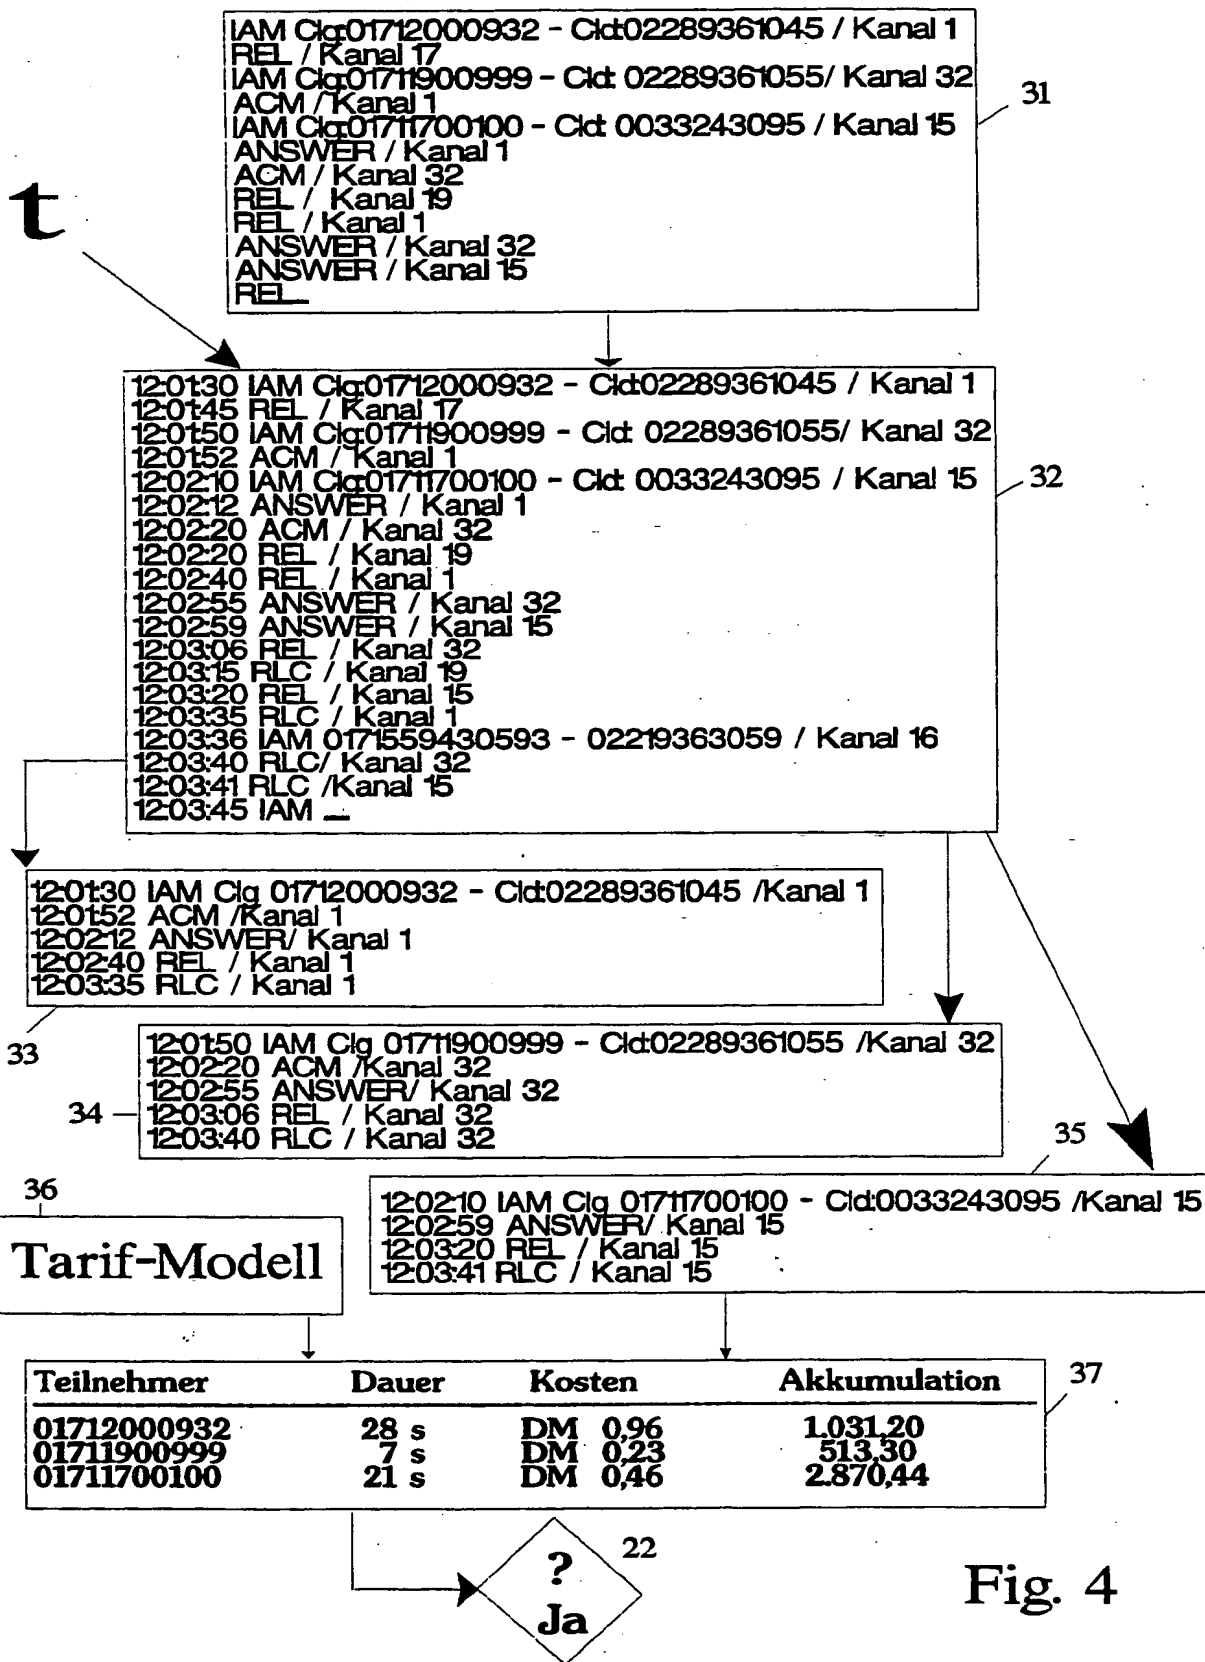 IAM Clg:01712000932 - Cld:02289361045 / Kanal 1
REL / Kanal 17
IAM Clg:01711900999 - Cld: 02289361055/ Kanal 32
ACM / Kanal 1
IAM Clg:01711700100 - Cld: 0033243095 / Kanal 15
ANSWER / Kanal 1
ACM / Kanal 32
REL / Kanal 19
REL / Kanal 1
ANSWER / Kanal 32
ANSWER / Kanal 15
REL
31
t
12:01:30 IAM Clg:01712000932 - Cld:02289361045 / Kanal 1
12:01:45 REL / Kanal 17
12:01:50 IAM Clg:01711900999 - Cld: 02289361055/ Kanal 32
12:01:52 ACM / Kanal 1
12:02:10 IAM Clg:01711700100 - Cld: 0033243095 / Kanal 15
12:02:12 ANSWER / Kanal 1
12:02:20 ACM / Kanal 32
12:02:20 REL / Kanal 19
12:02:40 REL / Kanal 1
12:02:55 ANSWER / Kanal 32
12:02:59 ANSWER / Kanal 15
12:03:06 REL / Kanal 32
12:03:15 RLC / Kanal 19
12:03:20 REL / Kanal 15
12:03:35 RLC / Kanal 1
12:03:36 IAM 0171559430593 - 02219363059 / Kanal 16
12:03:40 RLC/ Kanal 32
12:03:41 RLC /Kanal 15
12:03:45 IAM
32
12:01:30 IAM Clg 01712000932 - Cld:02289361045 /Kanal 1
12:01:52 ACM /Kanal 1
12:02:12 ANSWER/ Kanal 1
12:02:40 REL / Kanal 1
12:03:35 RLC / Kanal 1
33
12:01:50 IAM Clg 01711900999 - Cld:02289361055 /Kanal 32
12:02:20 ACM /Kanal 32
12:02:55 ANSWER/ Kanal 32
12:03:06 REL / Kanal 32
12:03:40 RLC / Kanal 32
34
35
12:02:10 IAM Clg 01711700100 - Cld:0033243095 /Kanal 15
12:02:59 ANSWER/ Kanal 15
12:03:20 REL / Kanal 15
12:03:41 RLC / Kanal 15
36
Tarif-Modell
Teilnehmer Dauer Kosten Akkumulation
01712000932 28 s DM 0,96 1.031,20
01711900999 7 s DM 0,23 513,30
01711700100 21 s DM 0,46 2.870,44
37
?
Ja
22
Fig. 4